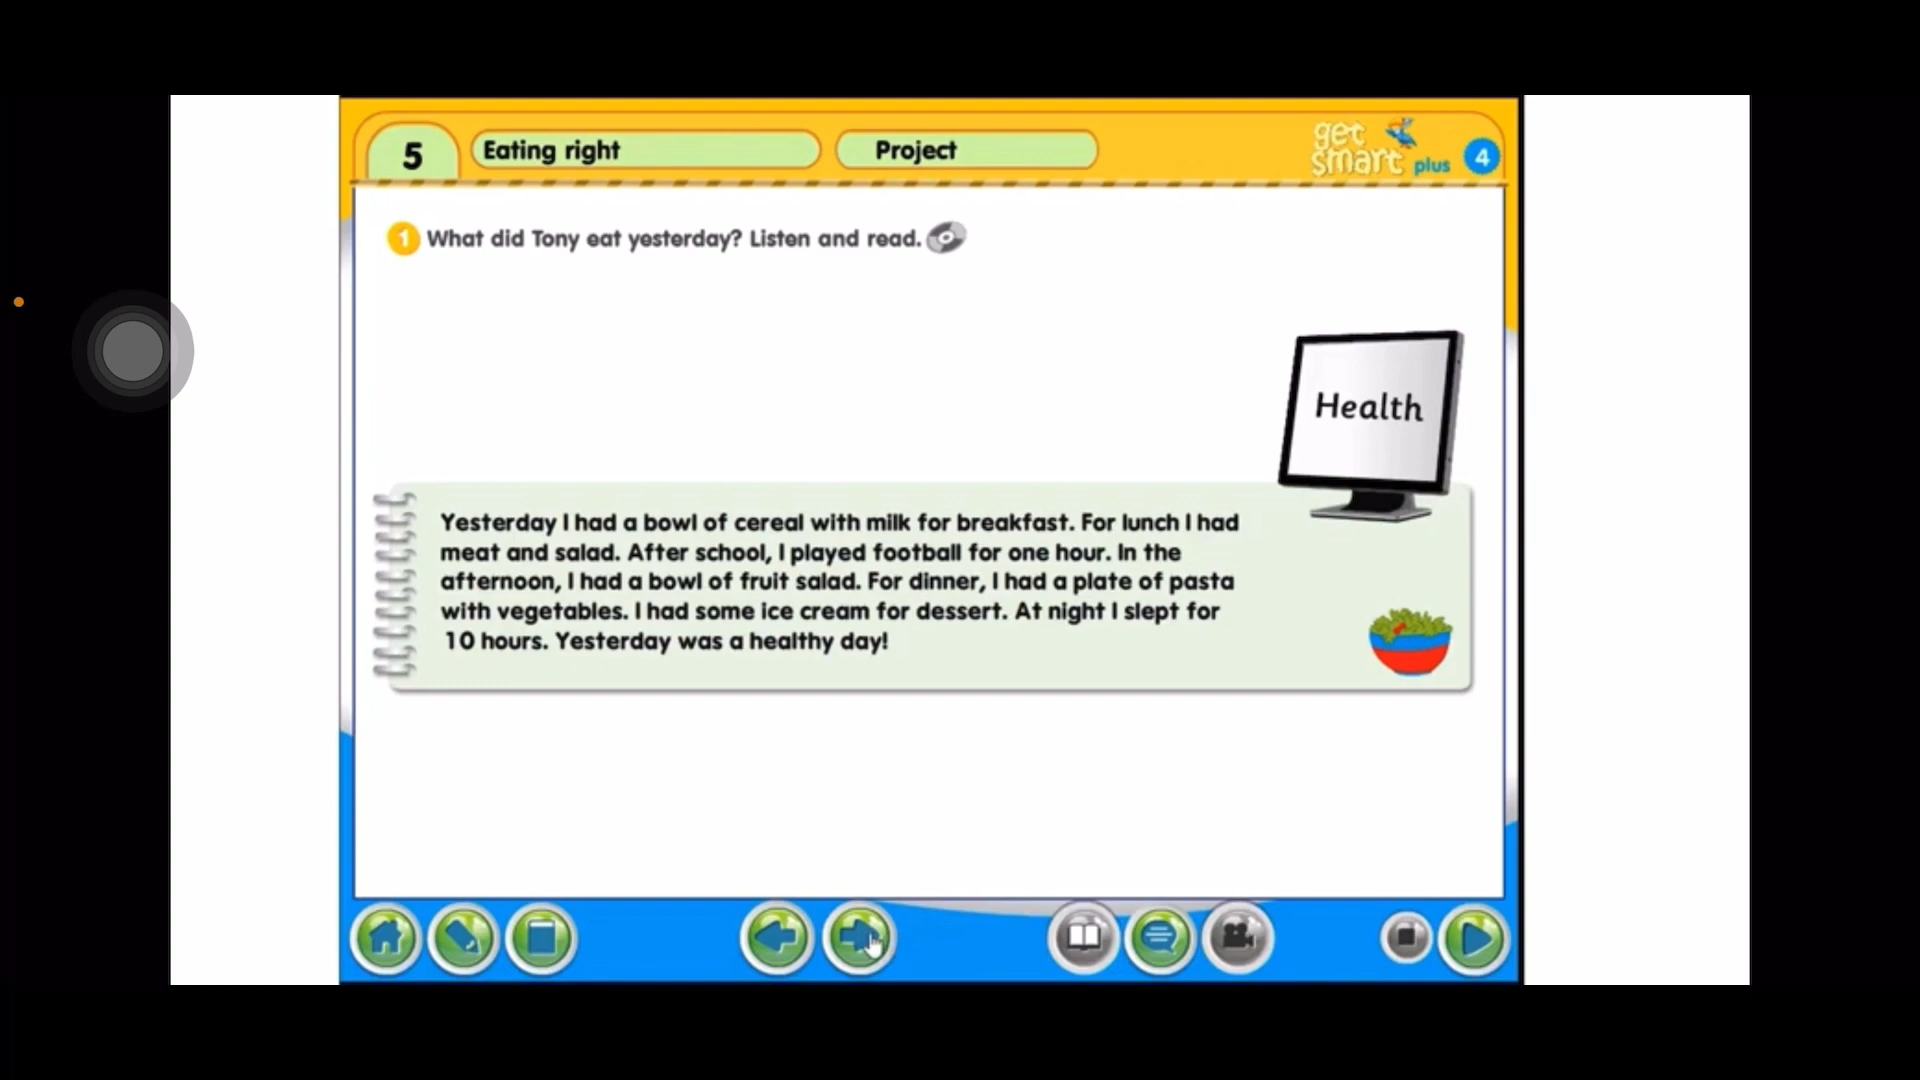 5
Eating right
Project
get
smart plus 4
1 What did Tony eat yesterday? Listen and read.
Health
Yesterday I had a bowl of cereal with milk for breakfast. For lunch I had
meat and salad. After school, I played football for one hour. In the
afternoon, I had a bowl of fruit salad. For dinner, I had a plate of pasta
with vegetables. I had some ice cream for dessert. At night I slept for
10 hours. Yesterday was a healthy day!